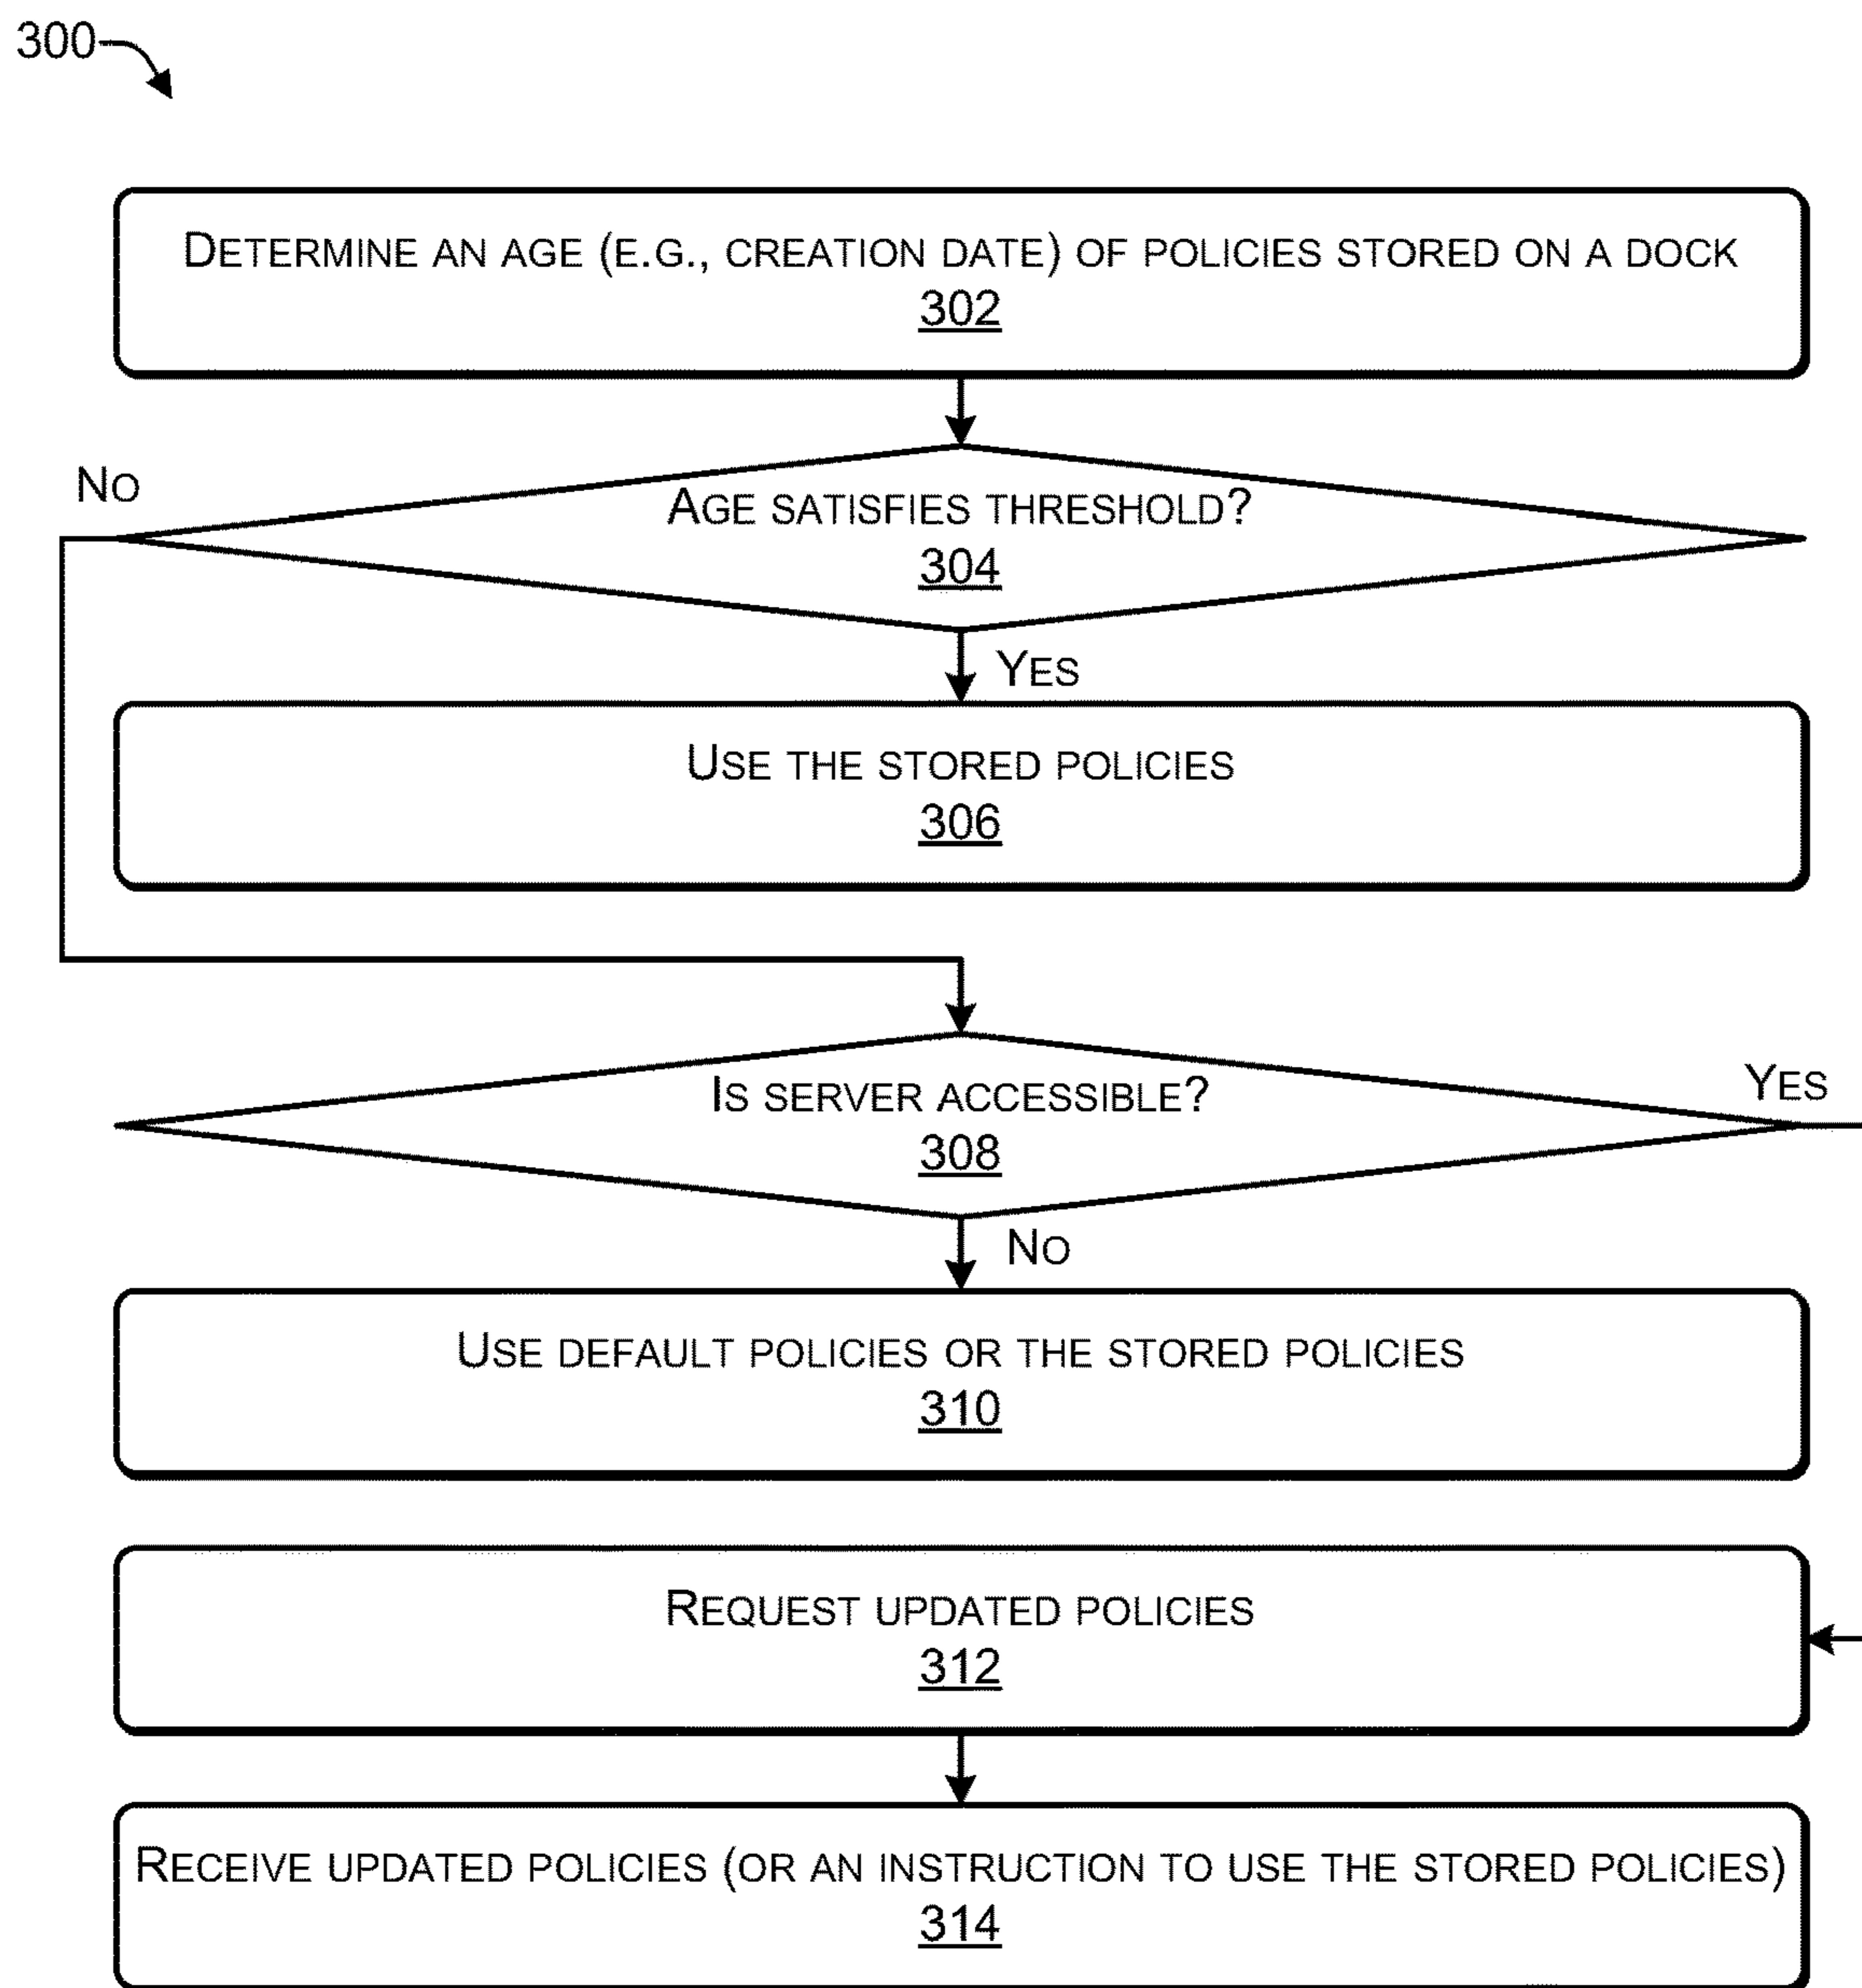 300
DETERMINE AN AGE (E.G., CREATION DATE) OF POLICIES STORED ON A DOCK
302
NO
AGE SATISFIES THRESHOLD?
304
YES
USE THE STORED POLICIES
306
IS SERVER ACCESSIBLE?
YES
308
NO
USE DEFAULT POLICIES OR THE STORED POLICIES
310
REQUEST UPDATED POLICIES
312
RECEIVE UPDATED POLICIES (OR AN INSTRUCTION TO USE THE STORED POLICIES)
314